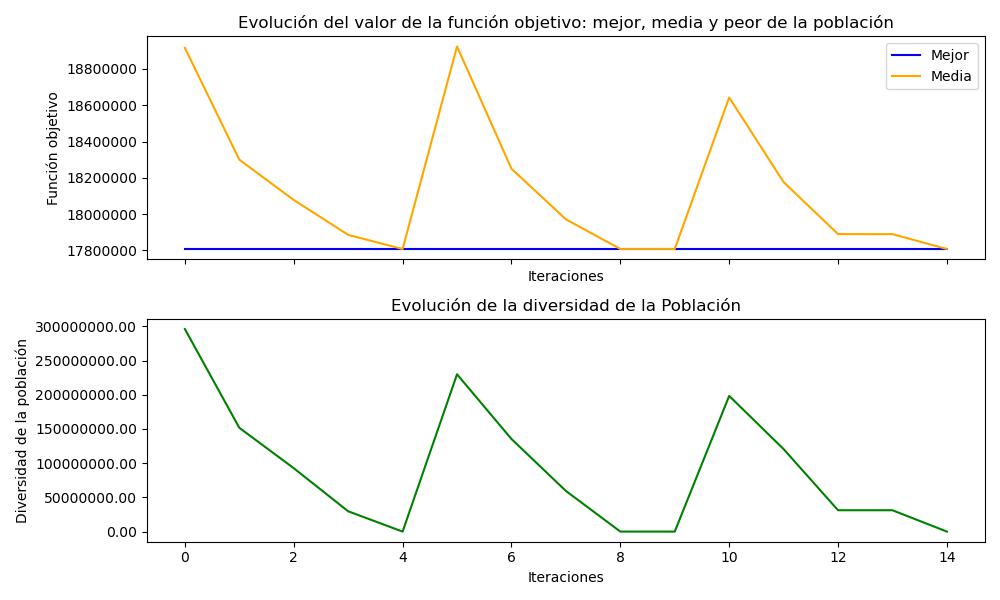 Evolución del valor de la función objetivo: mejor, media y peor de la población
Función objetivo
18800000
18600000
18400000
18200000
18000000
17800000
Mejor
Media
Iteraciones
Evolución de la diversidad de la Población
Diversidad de la población
300000000.00
250000000.00
200000000.00
150000000.00
100000000.00
50000000.00
0.00
0 2 4 6 8 10 12 14
Iteraciones